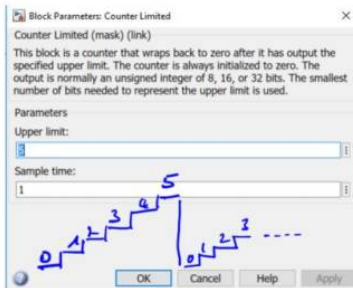 Block Parameters: Counter Limited
Counter Limited (mask) (link)
This block is a counter that wraps back to zero after it has output the
specified upper limit. The counter is always initialized to zero. The
output is normally an unsigned integer of 8, 16, or 32 bits. The smallest
number of bits needed to represent the upper limit is used.
Parameters
Upper limit:
5
Sample time:
1
0 1 2 3 4 5 0 1 2 3 ----
OK Cancel Help Apply